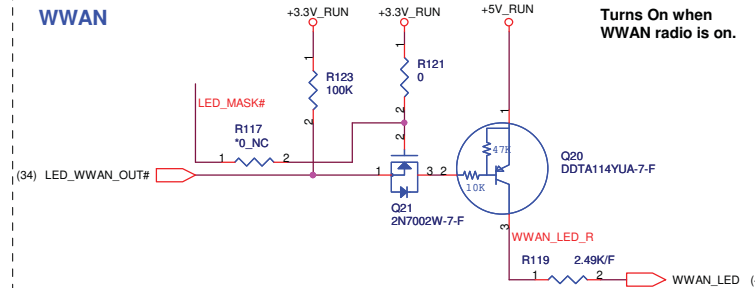 WWAN
+3.3V_RUN
+3.3V_RUN
+5V_RUN
Turns On when
WWAN radio is on.
1
1
R123
100K
R121
0
LED_MASK#
2
2
1
R117
*0_NC
1
2
2
47K
Q20
DDTA114YUA-7-F
(34) LED_WWAN_OUT#
1
3
2
10K
Q21
2N7002W-7-F
3
WWAN_LED_R
R119
2.49K/F
1
2
WWAN_LED (